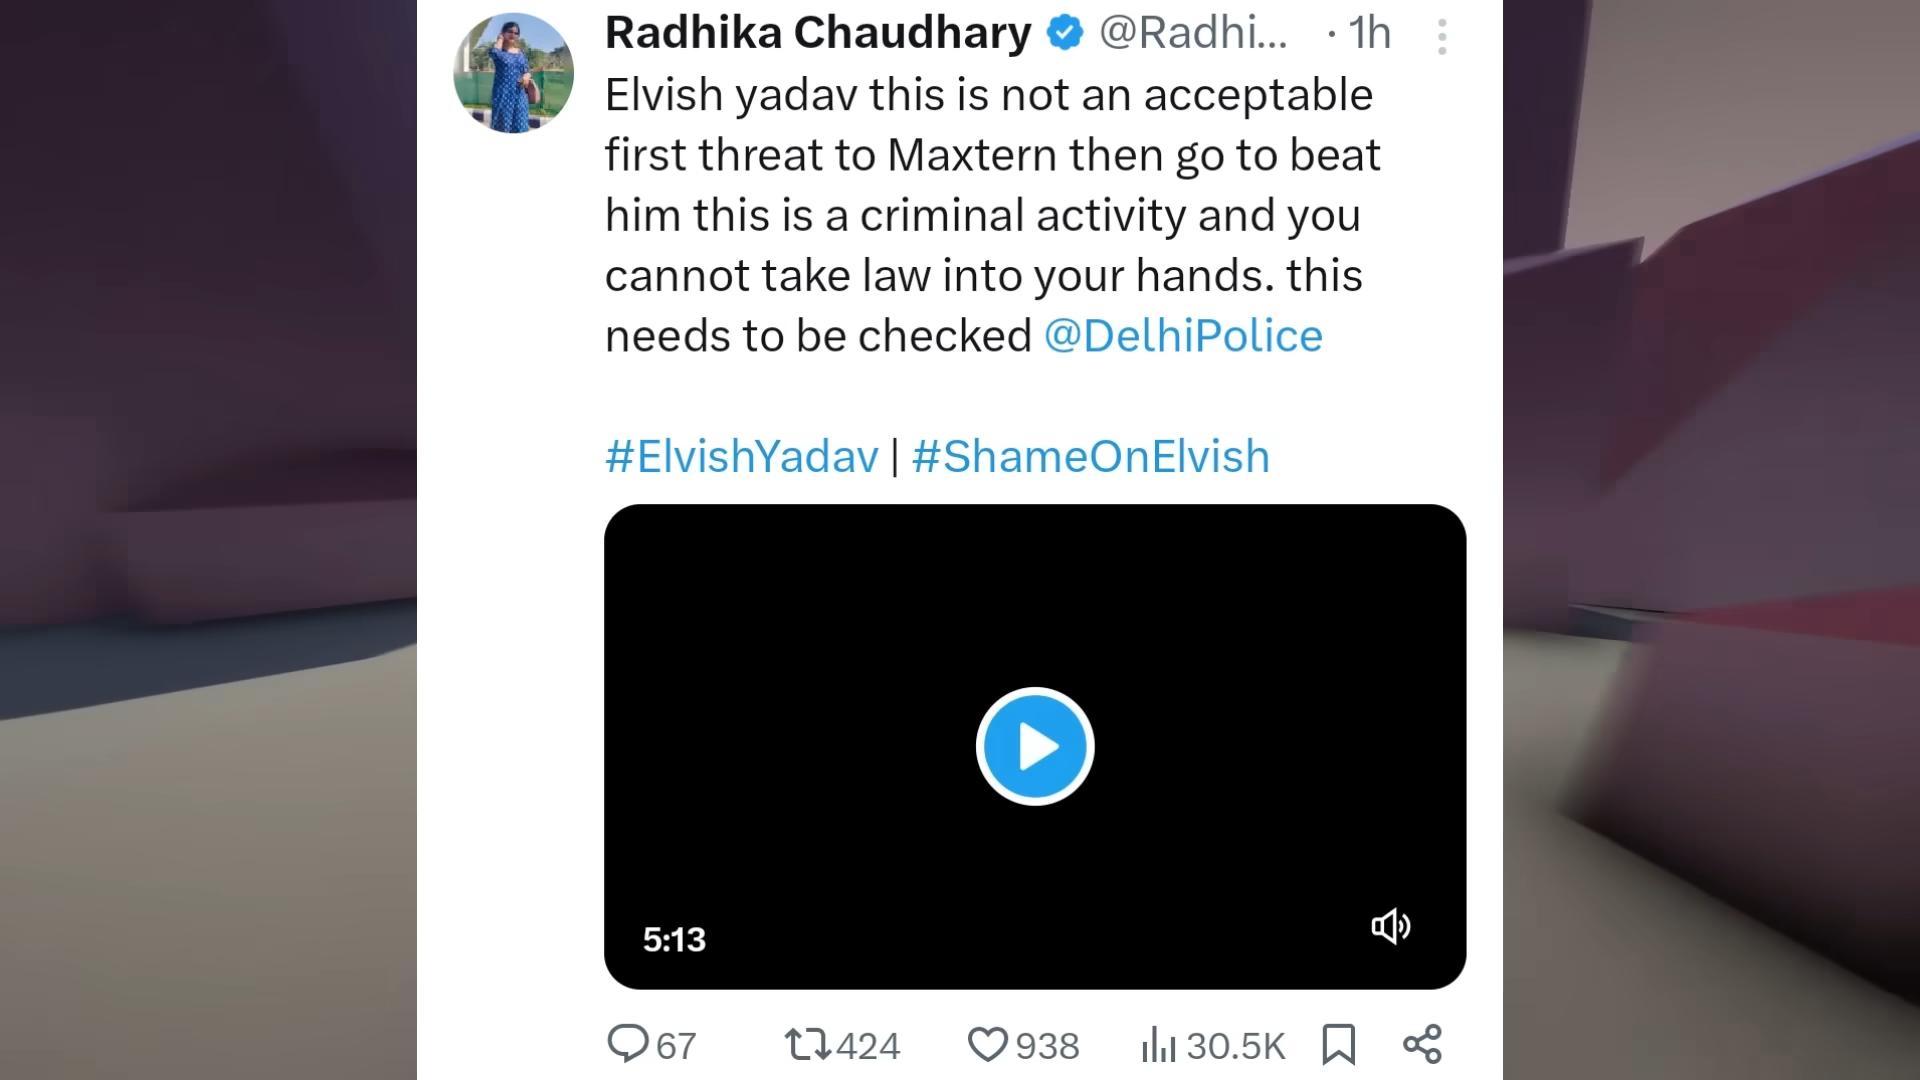 Radhika Chaudhary @Radhi... · 1h
Elvish yadav this is not an acceptable
first threat to Maxtern then go to beat
him this is a criminal activity and you
cannot take law into your hands. this
needs to be checked @DelhiPolice
#ElvishYadav | #ShameOnElvish
5:13
67 424 938 30.5K